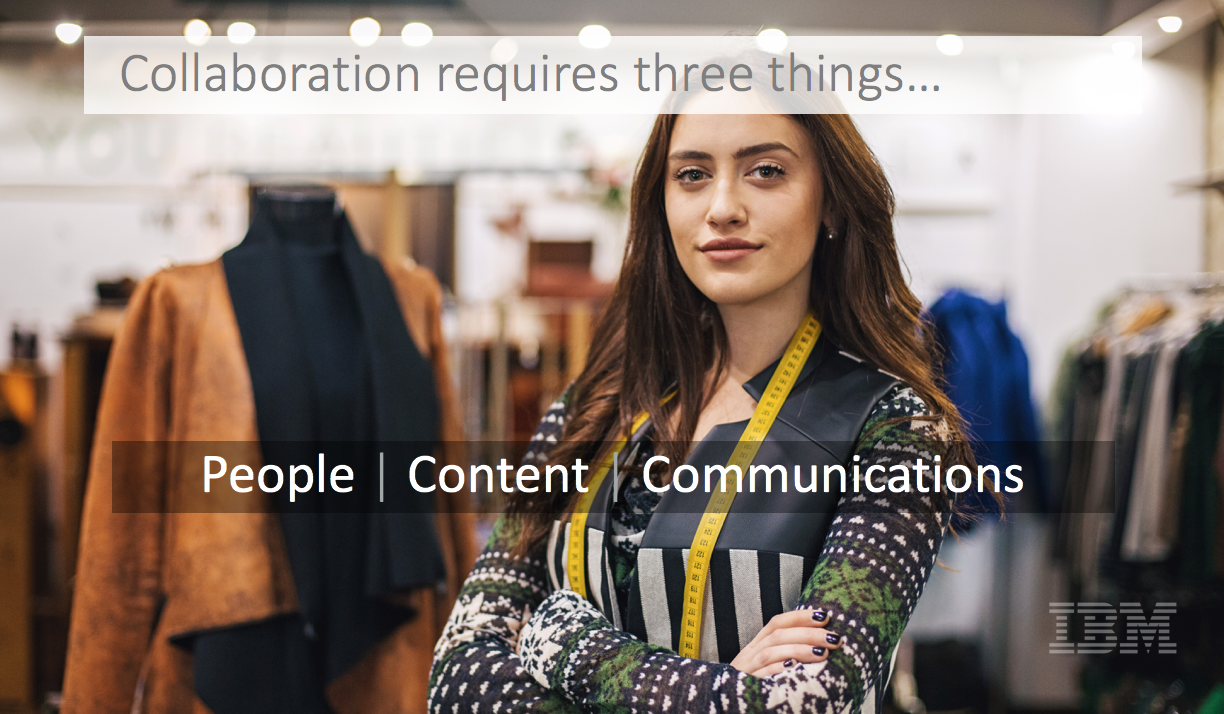 Collaboration requires three things…
People | Content | Communications
IBM